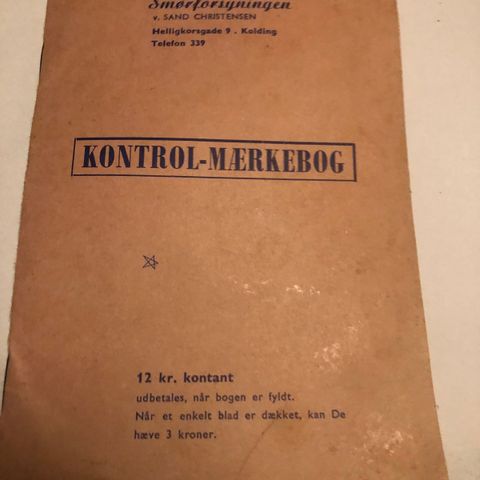 Smørforsyningen
v. SAND CHRISTENSEN
Helligkorsgade 9 . Kolding
Telefon 339
KONTROL-MÆRKEBOG
12 kr. kontant
udbetales, når bogen er fyldt.
Når et enkelt blad er dækket, kan De
hæve 3 kroner.